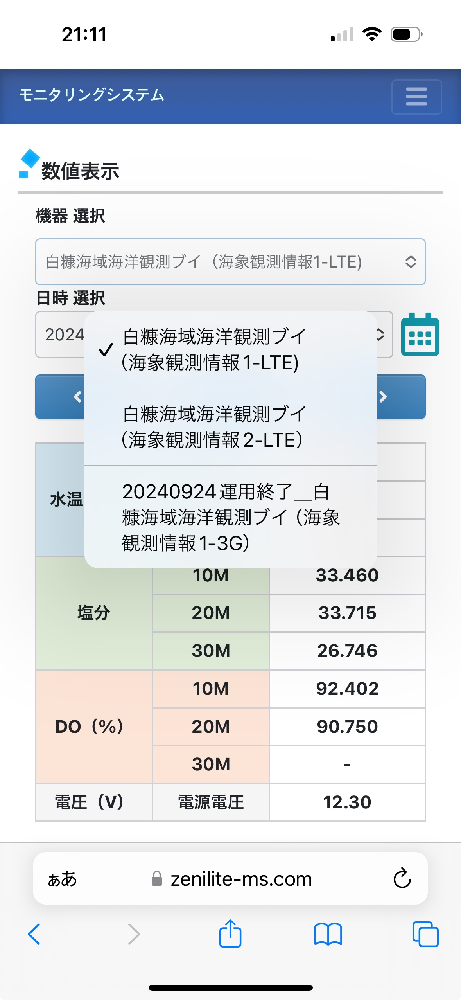 21:11
モニタリングシステム
数値表示
機器 選択
白糠海域海洋観測ブイ（海象観測情報1-LTE)
日時 選択
2024
白糠海域海洋観測ブイ
（海象観測情報1-LTE)
白糠海域海洋観測ブイ
（海象観測情報2-LTE）
20240924運用終了__白
糠海域海洋観測ブイ（海象
観測情報1-3G）
水温
塩分
10M
33.460
20M
33.715
30M
26.746
DO（%）
10M
92.402
20M
90.750
30M
-
電圧（V）
電源電圧
12.30
ぁあ
zenilite-ms.com